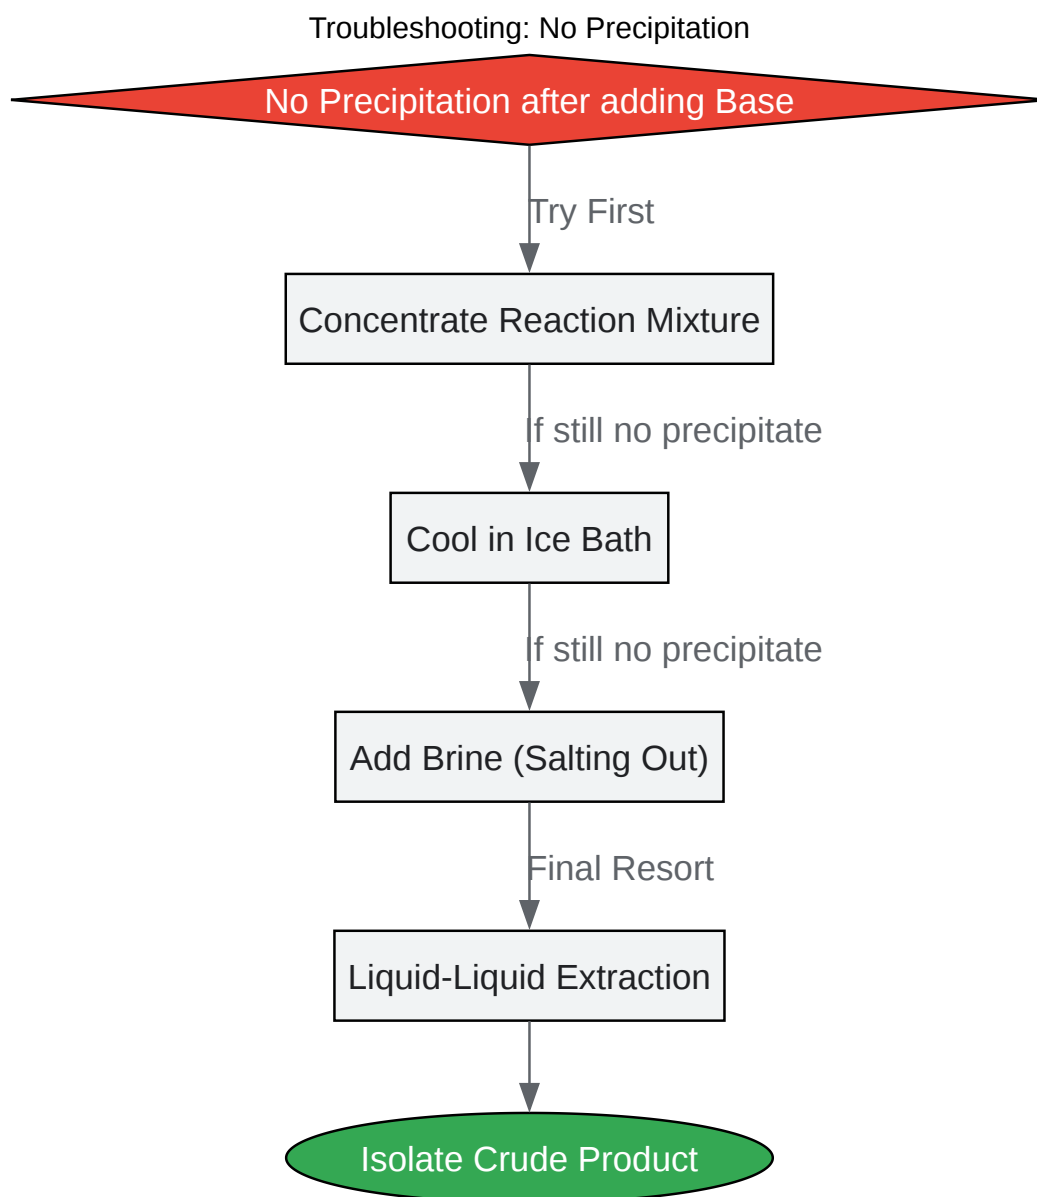 Troubleshooting: No Precipitation
No Precipitation after adding Base
Try First
Concentrate Reaction Mixture
If still no precipitate
Cool in Ice Bath
If still no precipitate
Add Brine (Salting Out)
Final Resort
Liquid-Liquid Extraction
Isolate Crude Product